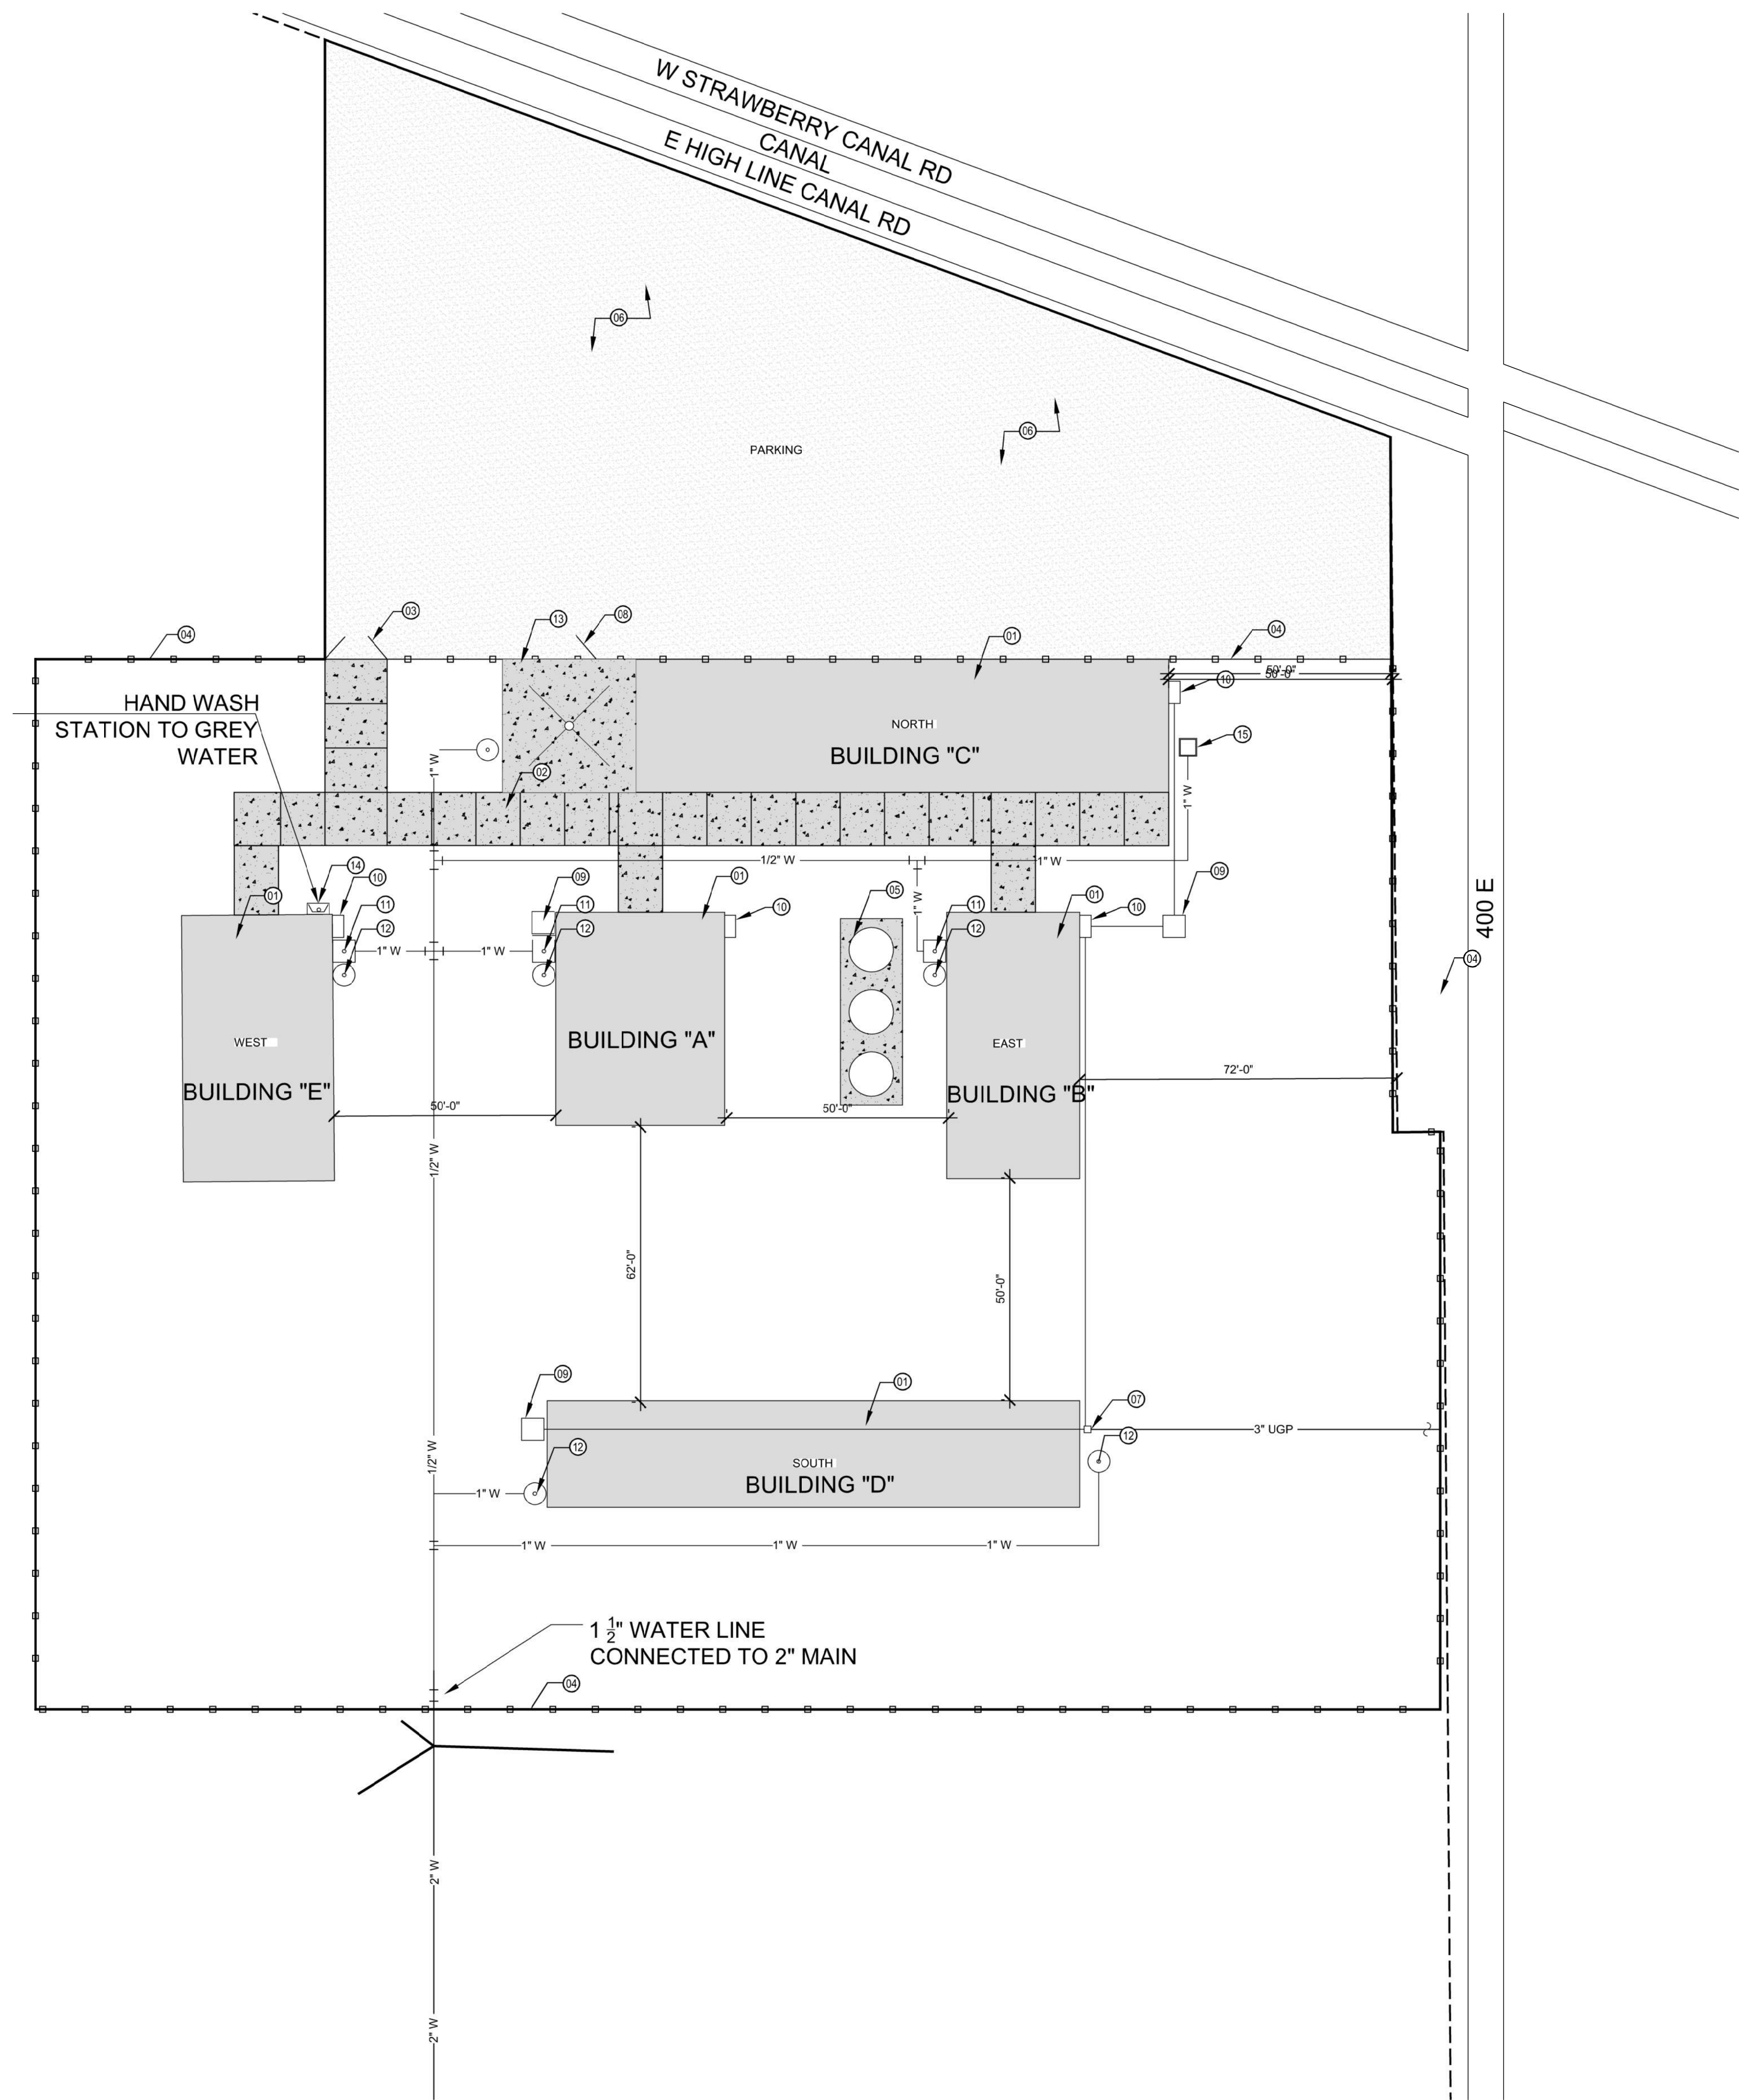 W STRAWBERRY CANAL RD
CANAL
E HIGH LINE CANAL RD
06
06
PARKING
03
13
08
04
01
04
50'-0"
50'-0"
10
HAND WASH
STATION TO GREY
WATER
NORTH
BUILDING "C"
15
1" W
02
1" W
1/2" W
1" W
14
10
09
01
05
01
09
01
11
11
10
1" W
11
10
12
12
12
400 E
1" W
1" W
04
WEST
BUILDING "A"
EAST
72'-0"
BUILDING "E"
BUILDING "B"
50'-0"
50'-0"
1/2" W
62'-0"
50'-0"
09
01
07
12
3" UGP
1/2" W
12
SOUTH
BUILDING "D"
1" W
1" W
1" W
1" W
1 1/2" WATER LINE
CONNECTED TO 2" MAIN
04
2" W
2" W